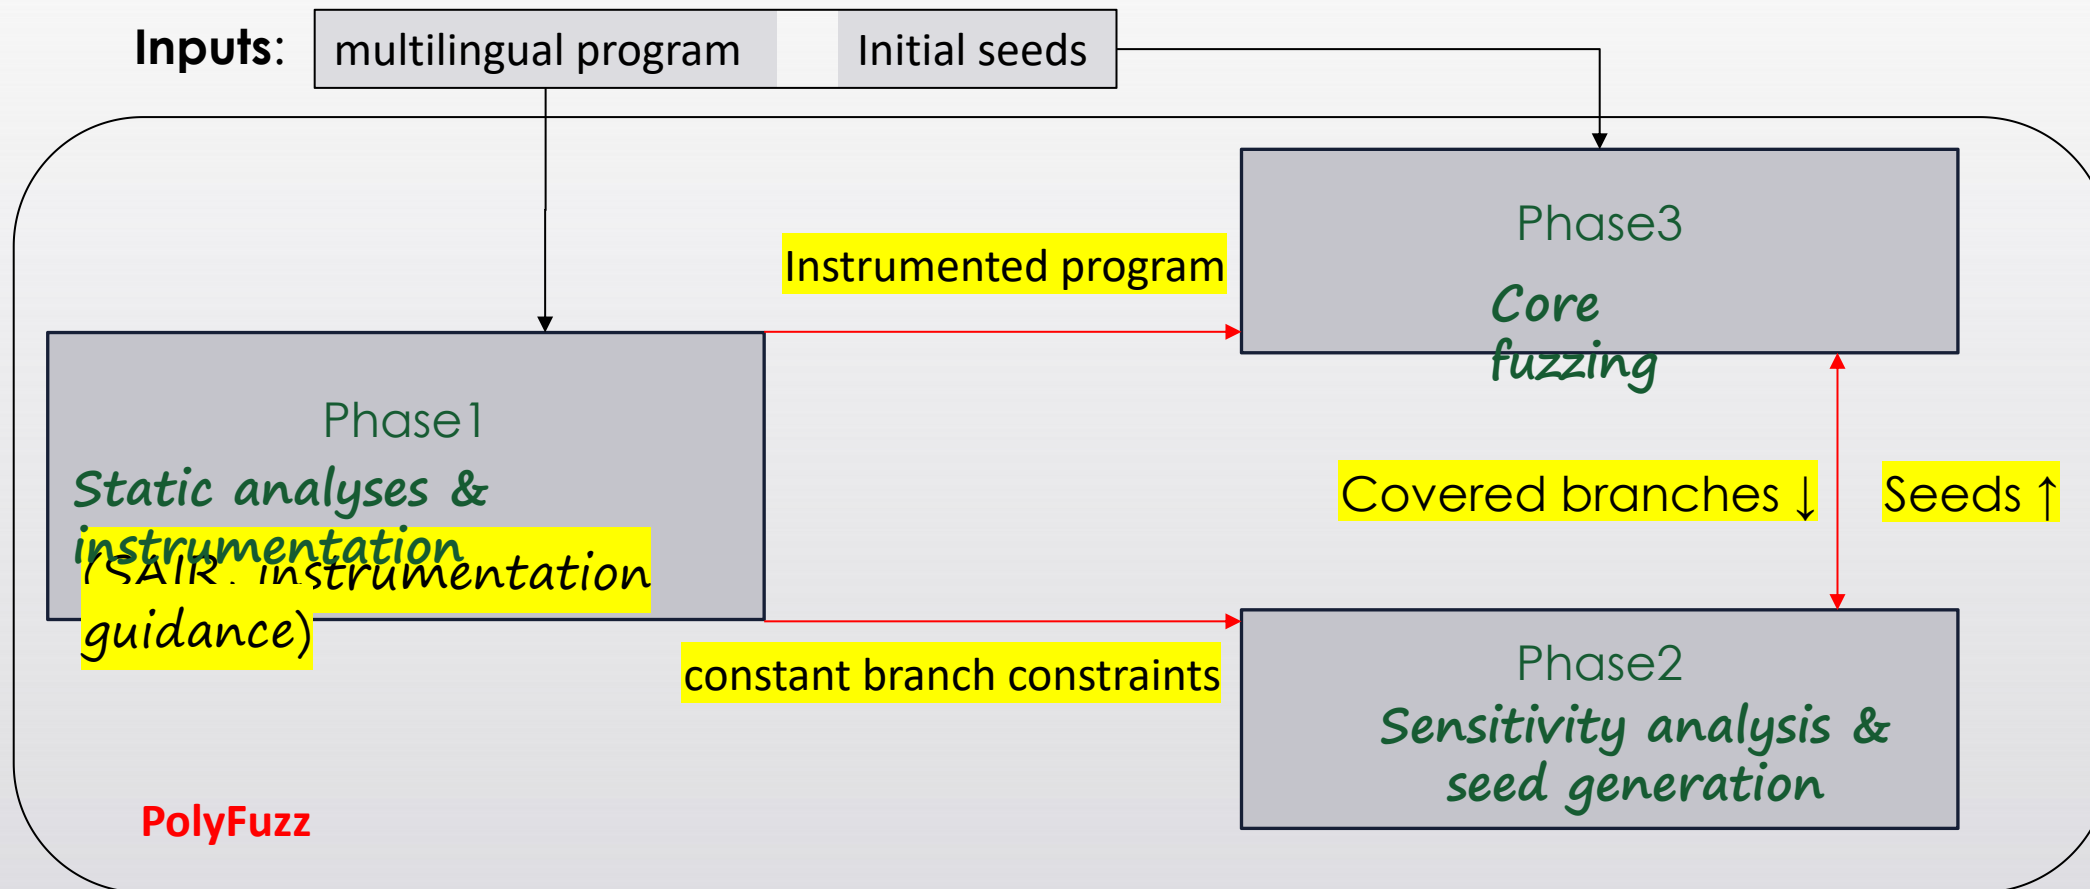 Inputs:
multilingual program
Initial seeds
Phase3
Core
fuzzing
Instrumented program
Phase1
Static analyses &
instrumentation
(SAIR, instrumentation
guidance)
Covered branches ↓
Seeds ↑
constant branch constraints
Phase2
Sensitivity analysis &
seed generation
PolyFuzz